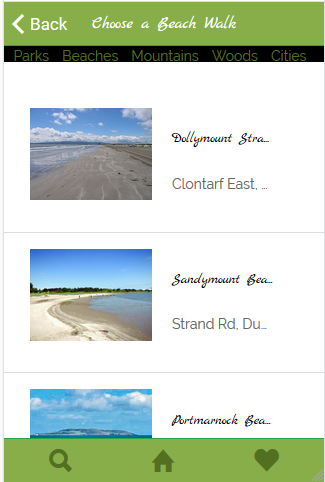 Back Choose a Beach Walk
Parks Beaches Mountains Woods Cities
Dollymount Stra...
Clontarf East, ...
Sandymount Bea...
Strand Rd, Du...
Portmarnock Bea...